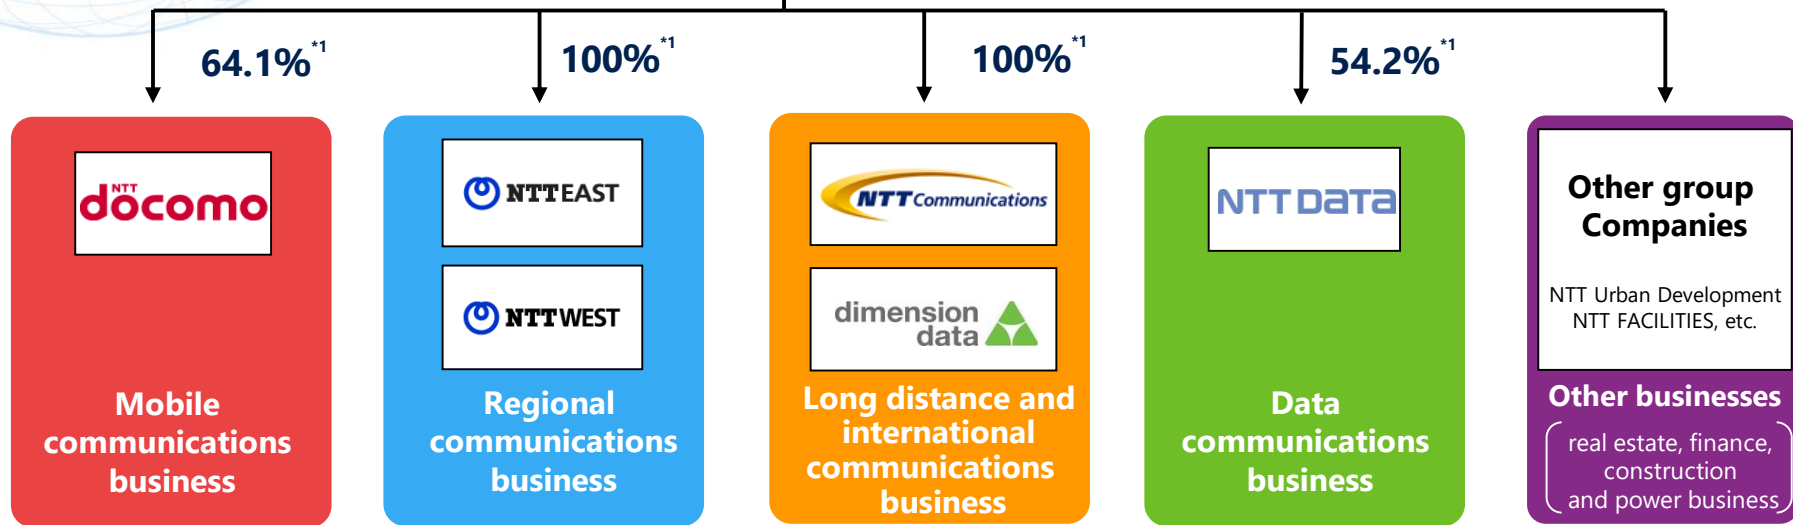 64.1%*1
100%*1
100%*1
54.2%*1
NTT
döcomo
NTT EAST
NTT WEST
Mobile
communications
business
Regional
communications
business
NTT Communications
dimension
data
Long distance and
international
communications
business
NTT DATA
Data
communications
business
Other group
Companies
NTT Urban Development
NTT FACILITIES, etc.
Other businesses
real estate, finance,
construction
and power business